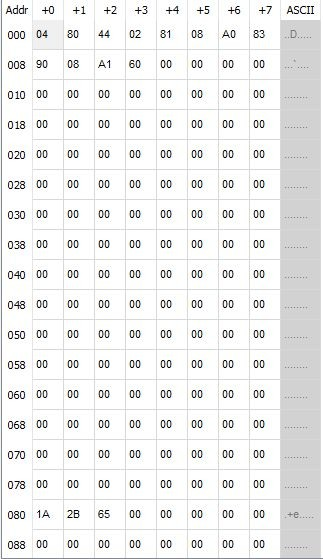 Addr +0 +1 +2 +3 +4 +5 +6 +7 ASCII
000 04 80 44 02 81 08 A0 83 ..D.....
008 90 08 A1 60 00 00 00 00 ...`....
010 00 00 00 00 00 00 00 00 ........
018 00 00 00 00 00 00 00 00 ........
020 00 00 00 00 00 00 00 00 ........
028 00 00 00 00 00 00 00 00 ........
030 00 00 00 00 00 00 00 00 ........
038 00 00 00 00 00 00 00 00 ........
040 00 00 00 00 00 00 00 00 ........
048 00 00 00 00 00 00 00 00 ........
050 00 00 00 00 00 00 00 00 ........
058 00 00 00 00 00 00 00 00 ........
060 00 00 00 00 00 00 00 00 ........
068 00 00 00 00 00 00 00 00 ........
070 00 00 00 00 00 00 00 00 ........
078 00 00 00 00 00 00 00 00 ........
080 1A 2B 65 00 00 00 00 00 .+e.....
088 00 00 00 00 00 00 00 00 ........